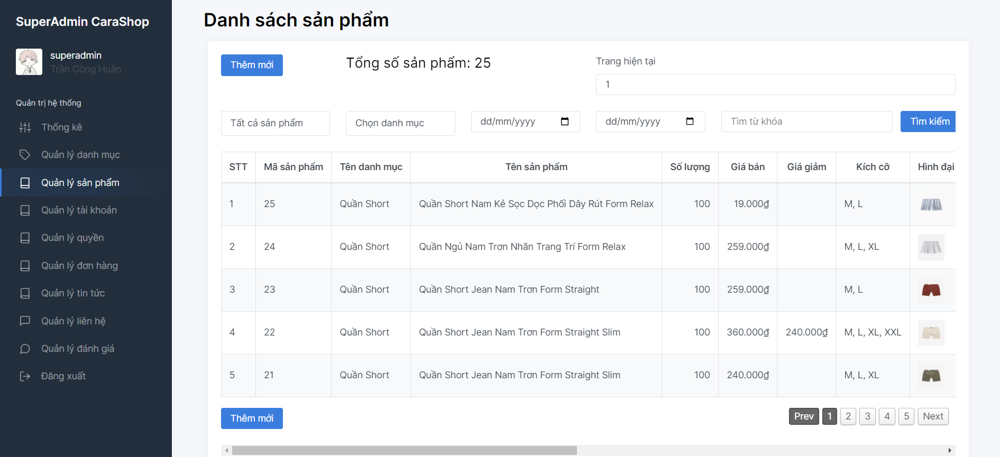 SuperAdmin CaraShop
superadmin
Trần Công Huân
Quản trị hệ thống
Thống kê
Quản lý danh mục
Quản lý sản phẩm
Quản lý tài khoản
Quản lý quyền
Quản lý đơn hàng
Quản lý tin tức
Quản lý liên hệ
Quản lý đánh giá
Đăng xuất
Danh sách sản phẩm
Thêm mới
Tổng số sản phẩm: 25
Trang hiện tại
1
Tất cả sản phẩm Chọn danh mục dd/mm/yyyy dd/mm/yyyy Tìm từ khóa Tìm kiếm
STT Mã sản phẩm Tên danh mục Tên sản phẩm Số lượng Giá bán Giá giảm Kích cỡ Hình đại
1 25 Quần Short Quần Short Nam Kẻ Sọc Dọc Phối Dây Rút Form Relax 100 19.000₫ M, L
2 24 Quần Short Quần Ngủ Nam Trơn Nhãn Trang Trí Form Relax 100 259.000₫ M, L, XL
3 23 Quần Short Quần Short Jean Nam Trơn Form Straight 100 259.000₫ M, L
4 22 Quần Short Quần Short Jean Nam Trơn Form Straight Slim 100 360.000₫ 240.000₫ M, L, XL, XXL
5 21 Quần Short Quần Short Jean Nam Trơn Form Straight Slim 100 240.000₫ M, L, XL
Thêm mới
Prev 1 2 3 4 5 Next